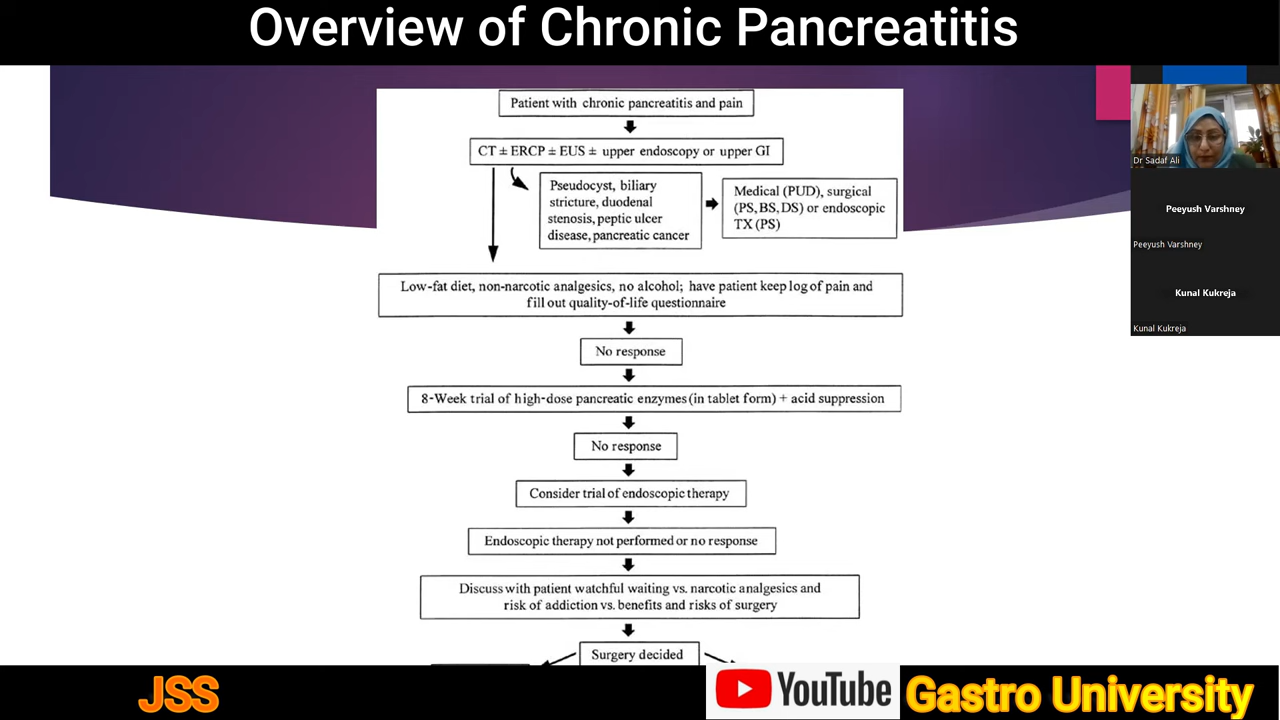 Overview of Chronic Pancreatitis
Patient with chronic pancreatitis and pain
CT ± ERCP ± EUS ± upper endoscopy or upper GI
Pseudocyst, biliary
stricture, duodenal
stenosis, peptic ulcer
disease, pancreatic cancer
Medical (PUD), surgical
(PS, BS, DS) or endoscopic
TX (PS)
Low-fat diet, non-narcotic analgesics, no alcohol; have patient keep log of pain and
fill out quality-of-life questionnaire
No response
8-Week trial of high-dose pancreatic enzymes (in tablet form) + acid suppression
No response
Consider trial of endoscopic therapy
Endoscopic therapy not performed or no response
Discuss with patient watchful waiting vs. narcotic analgesics and
risk of addiction vs. benefits and risks of surgery
Surgery decided
Dr Sadaf Ali
Peeyush Varshney
Peeyush Varshney
Kunal Kukreja
Kunal Kukreja
JSS
YouTube
Gastro University